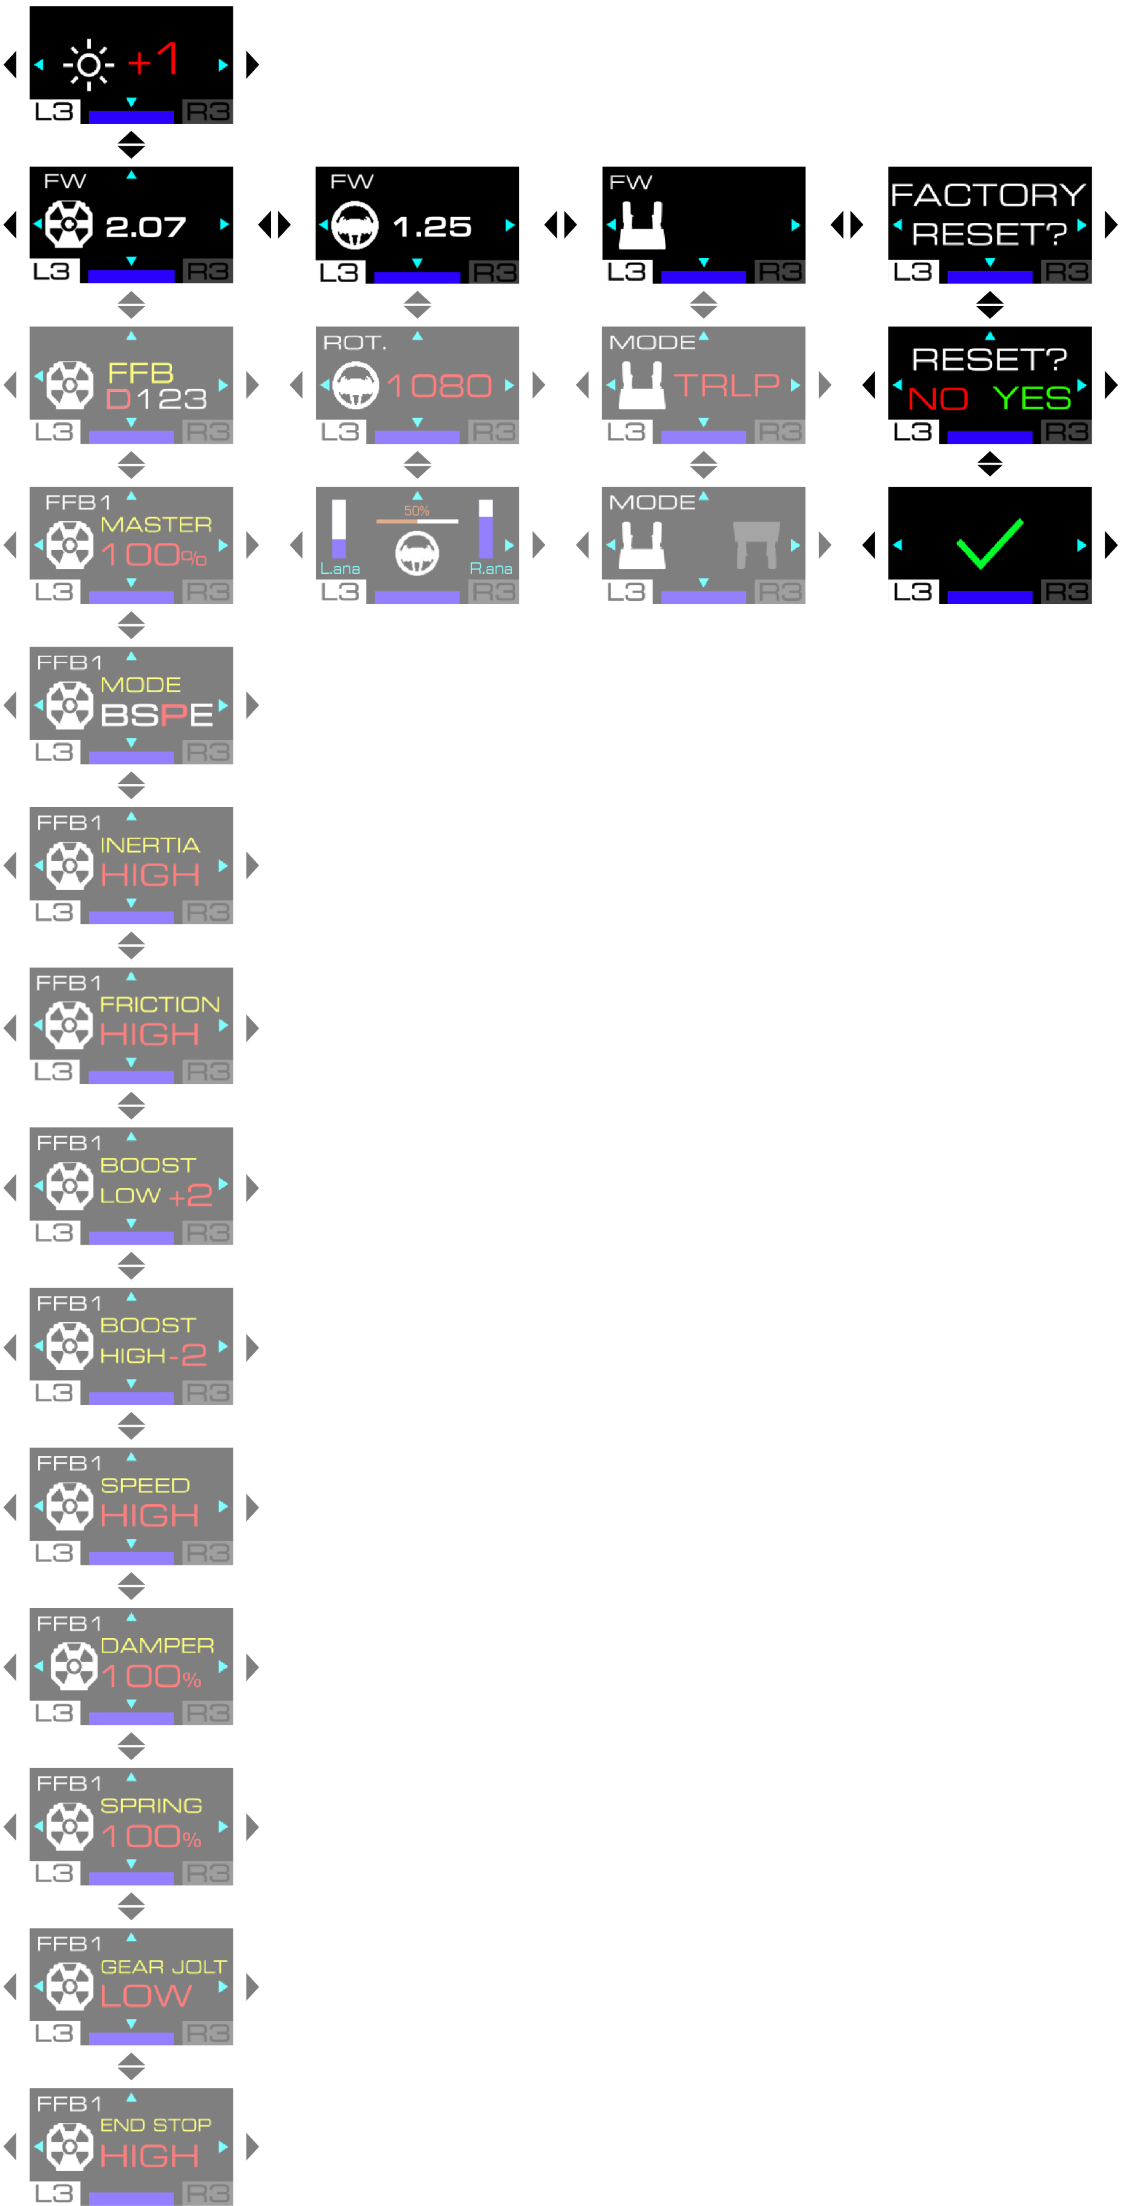 +1
L3 R3
FW
2.07
L3 R3
FW
1.25
L3 R3
FW
L3 R3
FACTORY
RESET?
L3 R3
FFB
D123
L3 R3
ROT.
1080
L3 R3
MODE
TRLP
L3 R3
RESET?
NO YES
L3 R3
FFB1
MASTER
100%
L3 R3
50%
L.ana R.ana
L3 R3
MODE
L3 R3
L3 R3
FFB1
MODE
BSPE
L3 R3
FFB1
INERTIA
HIGH
L3 R3
FFB1
FRICTION
HIGH
L3 R3
FFB1
BOOST
LOW +2
L3 R3
FFB1
BOOST
HIGH -2
L3 R3
FFB1
SPEED
HIGH
L3 R3
FFB1
DAMPER
100%
L3 R3
FFB1
SPRING
100%
L3 R3
FFB1
GEAR JOLT
LOW
L3 R3
FFB1
END STOP
HIGH
L3 R3